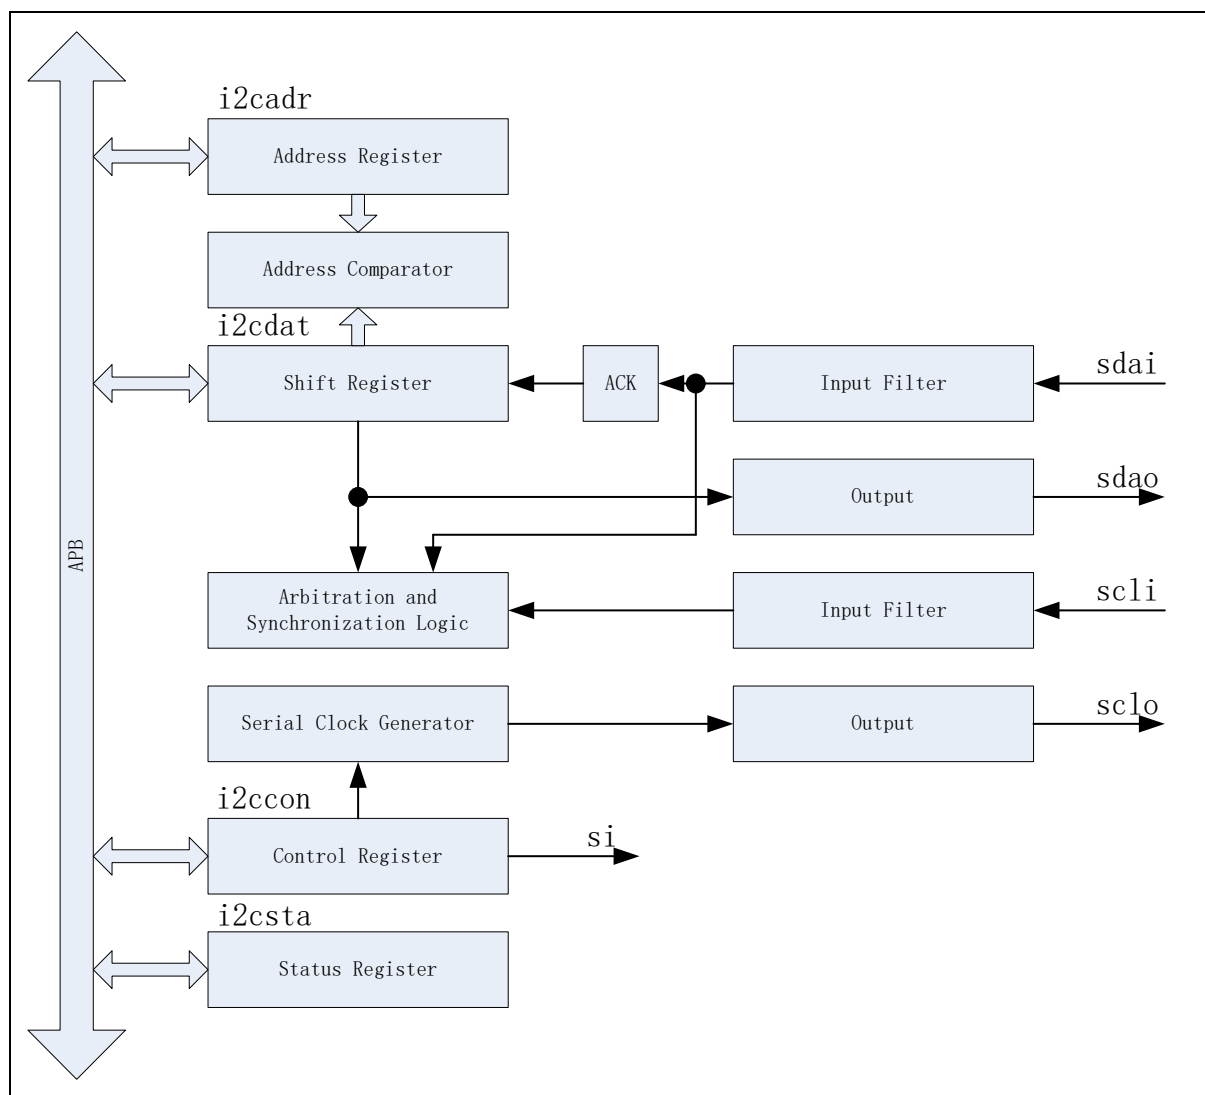 i2cadr
Address Register
Address Comparator
i2cdat
Shift Register
ACK
Input Filter
sdai
Output
sdao
APB
Arbitration and
Synchronization Logic
Input Filter
scli
Serial Clock Generator
Output
sclo
i2ccon
Control Register
si
i2csta
Status Register